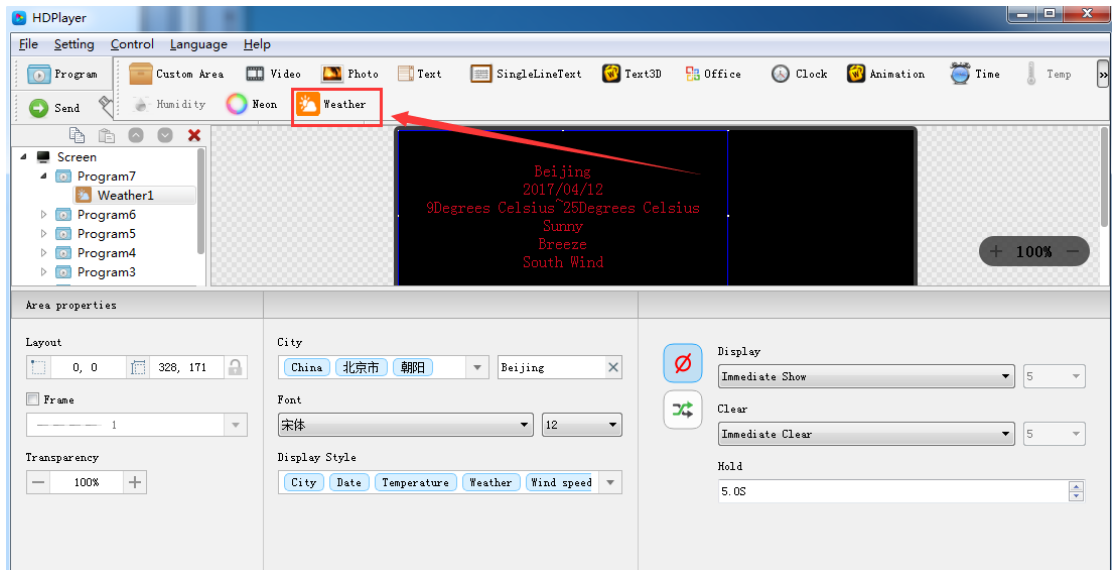 HDPlayer
File Setting Control Language Help
Program Custom Area Video Photo Text SingleLineText Text3D Office Clock Animation Time Temp »
Send Humidity Neon Weather
Screen
Program7
Weather1
Program6
Program5
Program4
Program3
Beijing
2017/04/12
9Degrees Celsius~25Degrees Celsius
Sunny
Breeze
South Wind
+ 100% −
Area properties
Layout
0, 0 328, 171
Frame
1
Transparency
— 100% +
City
China 北京市 朝阳 Beijing
Font
宋体 12
Display Style
City Date Temperature Weather Wind speed
Display
Immediate Show 5
Clear
Immediate Clear 5
Hold
5.0S